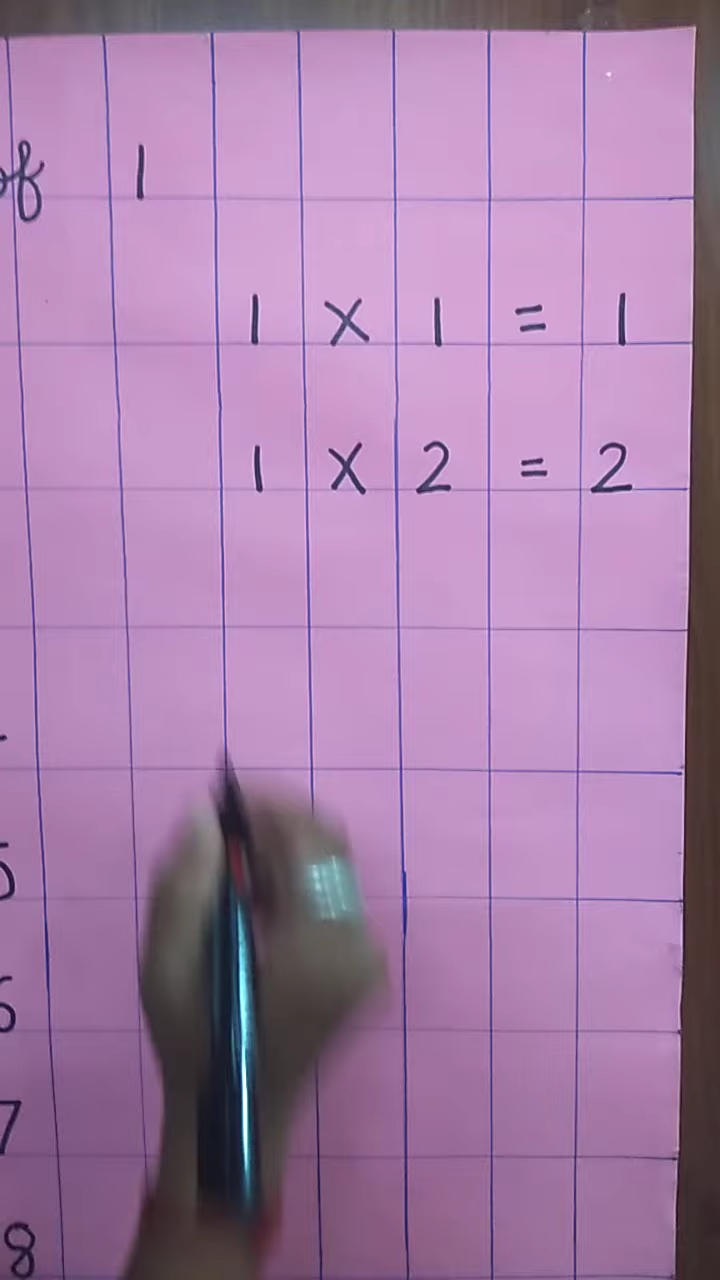 of 1
1 x 1 = 1
1 x 2 = 2
5
6
7
8